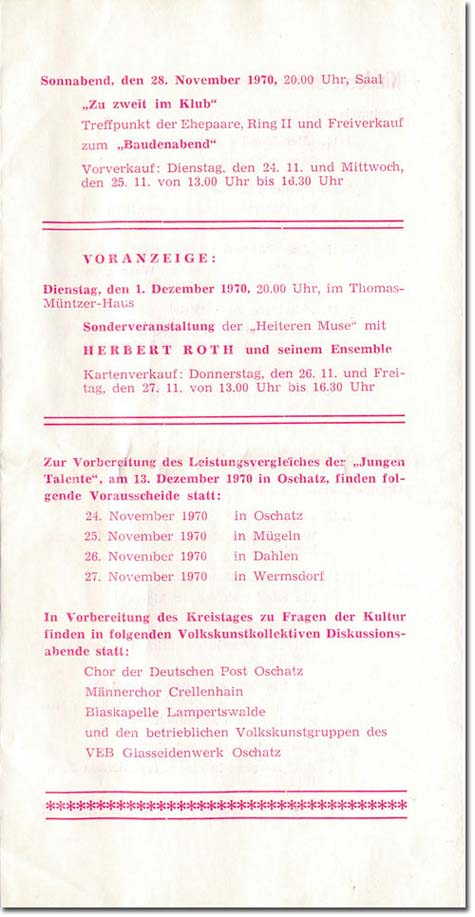 Sonnabend, den 28. November 1970, 20.00 Uhr, Saal
„Zu zweit im Klub“
Treffpunkt der Ehepaare, Ring II und Freiverkauf
zum „Baudenabend“
Vorverkauf: Dienstag, den 24. 11. und Mittwoch,
den 25. 11. von 13.00 Uhr bis 16.30 Uhr
VORANZEIGE:
Dienstag, den 1. Dezember 1970, 20.00 Uhr, im Thomas-
Müntzer-Haus
Sonderveranstaltung der „Heiteren Muse“ mit
HERBERT ROTH und seinem Ensemble
Kartenverkauf: Donnerstag, den 26. 11. und Frei-
tag, den 27. 11. von 13.00 Uhr bis 16.30 Uhr
Zur Vorbereitung des Leistungsvergleiches der „Jungen
Talente“, am 13. Dezember 1970 in Oschatz, finden fol-
gende Vorausscheide statt:
24. November 1970 in Oschatz
25. November 1970 in Mügeln
26. November 1970 in Dahlen
27. November 1970 in Wermsdorf
In Vorbereitung des Kreistages zu Fragen der Kultur
finden in folgenden Volkskunstkollektiven Diskussions-
abende statt:
Chor der Deutschen Post Oschatz
Männerchor Crellenhain
Blaskapelle Lampertswalde
und den betrieblichen Volkskunstgruppen des
VEB Glasseidenwerk Oschatz